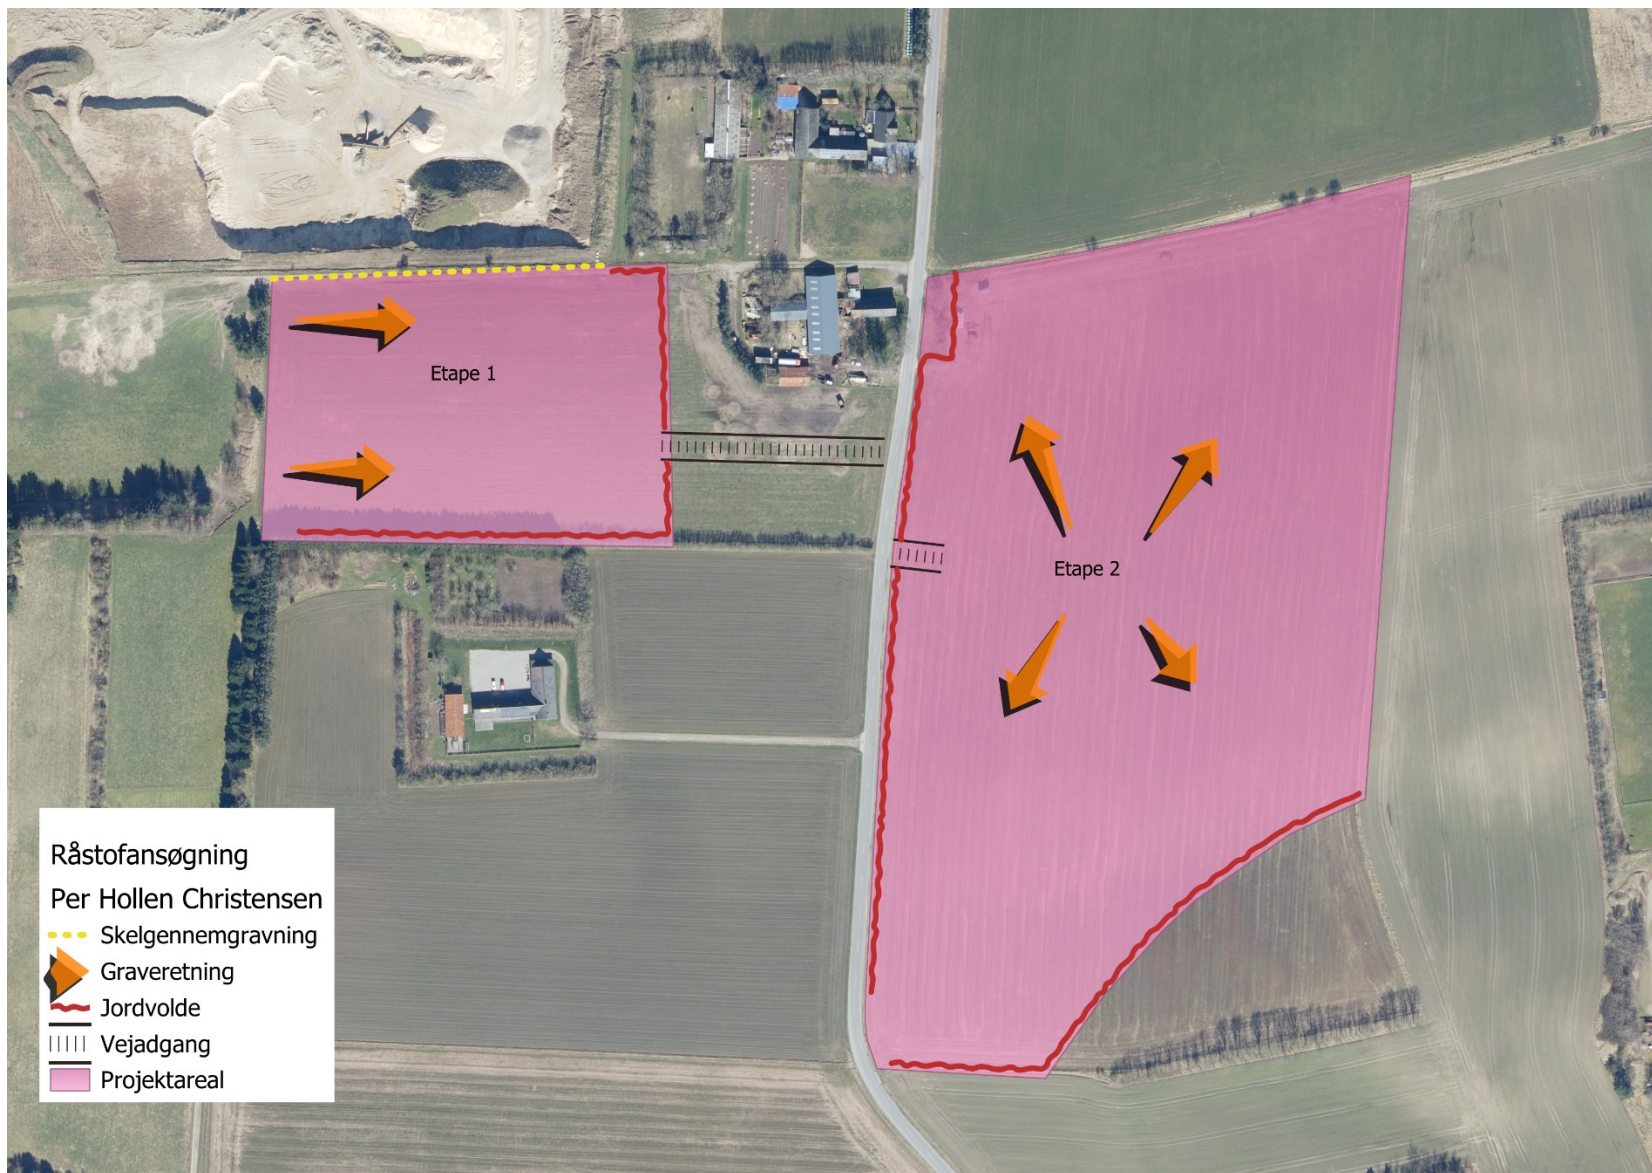 Etape 1
Etape 2
Råstofansøgning
Per Hollen Christensen
Skelgennemgravning
Graveretning
Jordvolde
Vejadgang
Projektareal